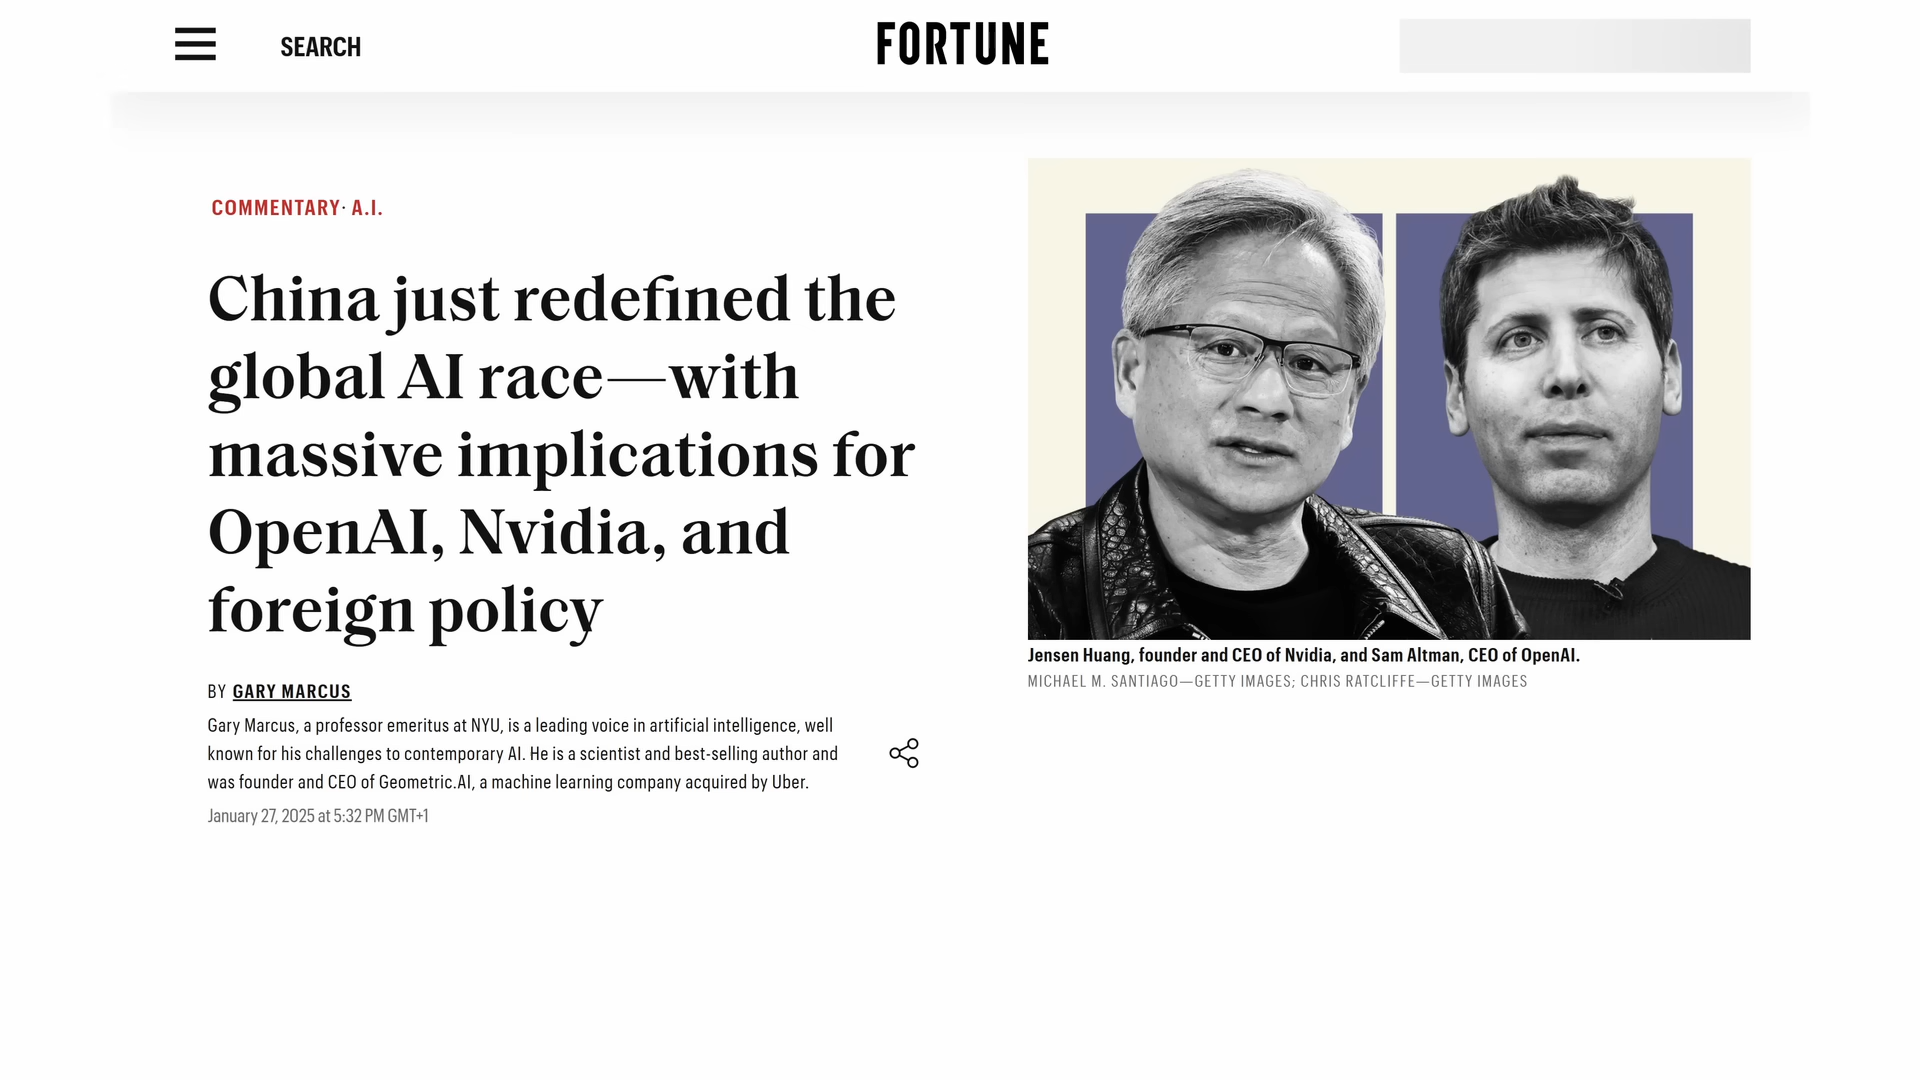 SEARCH
FORTUNE
COMMENTARY· A.I.
China just redefined the
global AI race—with
massive implications for
OpenAI, Nvidia, and
foreign policy
BY GARY MARCUS
Gary Marcus, a professor emeritus at NYU, is a leading voice in artificial intelligence, well
known for his challenges to contemporary AI. He is a scientist and best-selling author and
was founder and CEO of Geometric.AI, a machine learning company acquired by Uber.
January 27, 2025 at 5:32 PM GMT+1
Jensen Huang, founder and CEO of Nvidia, and Sam Altman, CEO of OpenAI.
MICHAEL M. SANTIAGO—GETTY IMAGES; CHRIS RATCLIFFE—GETTY IMAGES